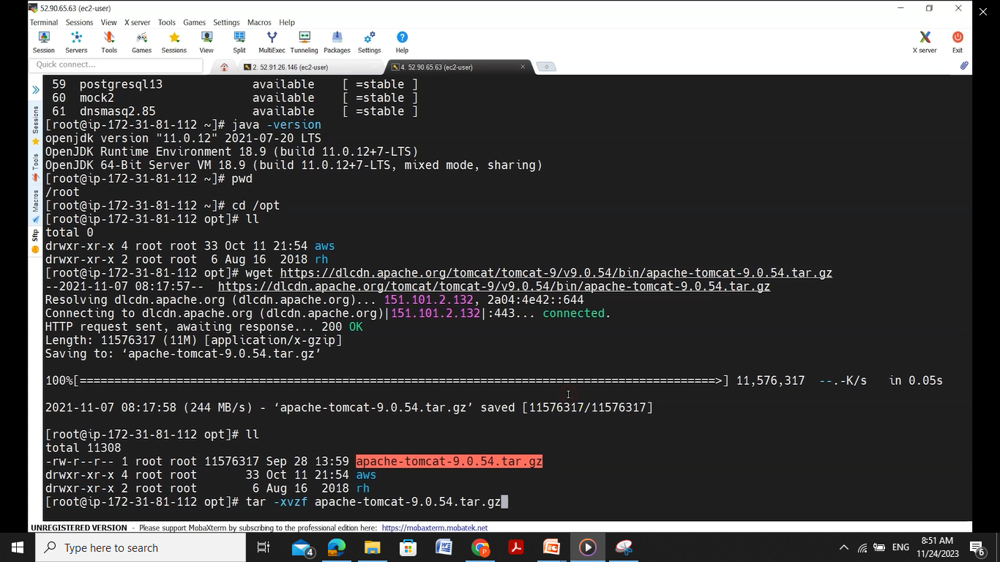 52.90.65.63 (ec2-user)
Terminal Sessions View X server Tools Games Settings Macros Help
Session Servers Tools Games Sessions View Split MultiExec Tunneling Packages Settings Help X server Exit
Quick connect...
2. 52.91.26.146 (ec2-user)
4. 52.90.65.63 (ec2-user)
Sessions
Tools
Macros
Sftp
59 postgresql13 available [ =stable ]
60 mock2 available [ =stable ]
61 dnsmasq2.85 available [ =stable ]
[root@ip-172-31-81-112 ~]# java -version
openjdk version "11.0.12" 2021-07-20 LTS
OpenJDK Runtime Environment 18.9 (build 11.0.12+7-LTS)
OpenJDK 64-Bit Server VM 18.9 (build 11.0.12+7-LTS, mixed mode, sharing)
[root@ip-172-31-81-112 ~]# pwd
/root
[root@ip-172-31-81-112 ~]# cd /opt
[root@ip-172-31-81-112 opt]# ll
total 0
drwxr-xr-x 4 root root 33 Oct 11 21:54 aws
drwxr-xr-x 2 root root  6 Aug 16  2018 rh
[root@ip-172-31-81-112 opt]# wget https://dlcdn.apache.org/tomcat/tomcat-9/v9.0.54/bin/apache-tomcat-9.0.54.tar.gz
--2021-11-07 08:17:57--  https://dlcdn.apache.org/tomcat/tomcat-9/v9.0.54/bin/apache-tomcat-9.0.54.tar.gz
Resolving dlcdn.apache.org (dlcdn.apache.org)... 151.101.2.132, 2a04:4e42::644
Connecting to dlcdn.apache.org (dlcdn.apache.org)|151.101.2.132|:443... connected.
HTTP request sent, awaiting response... 200 OK
Length: 11576317 (11M) [application/x-gzip]
Saving to: ‘apache-tomcat-9.0.54.tar.gz’
100%[============================================================================================>] 11,576,317  --.-K/s   in 0.05s
2021-11-07 08:17:58 (244 MB/s) - ‘apache-tomcat-9.0.54.tar.gz’ saved [11576317/11576317]
[root@ip-172-31-81-112 opt]# ll
total 11308
-rw-r--r-- 1 root root 11576317 Sep 28 13:59 apache-tomcat-9.0.54.tar.gz
drwxr-xr-x 4 root root       33 Oct 11 21:54 aws
drwxr-xr-x 2 root root        6 Aug 16  2018 rh
[root@ip-172-31-81-112 opt]# tar -xvzf apache-tomcat-9.0.54.tar.gz
UNREGISTERED VERSION - Please support MobaXterm by subscribing to the professional edition here: https://mobaxterm.mobatek.net
Type here to search
4
EC
ENG
8:51 AM
11/24/2023
6